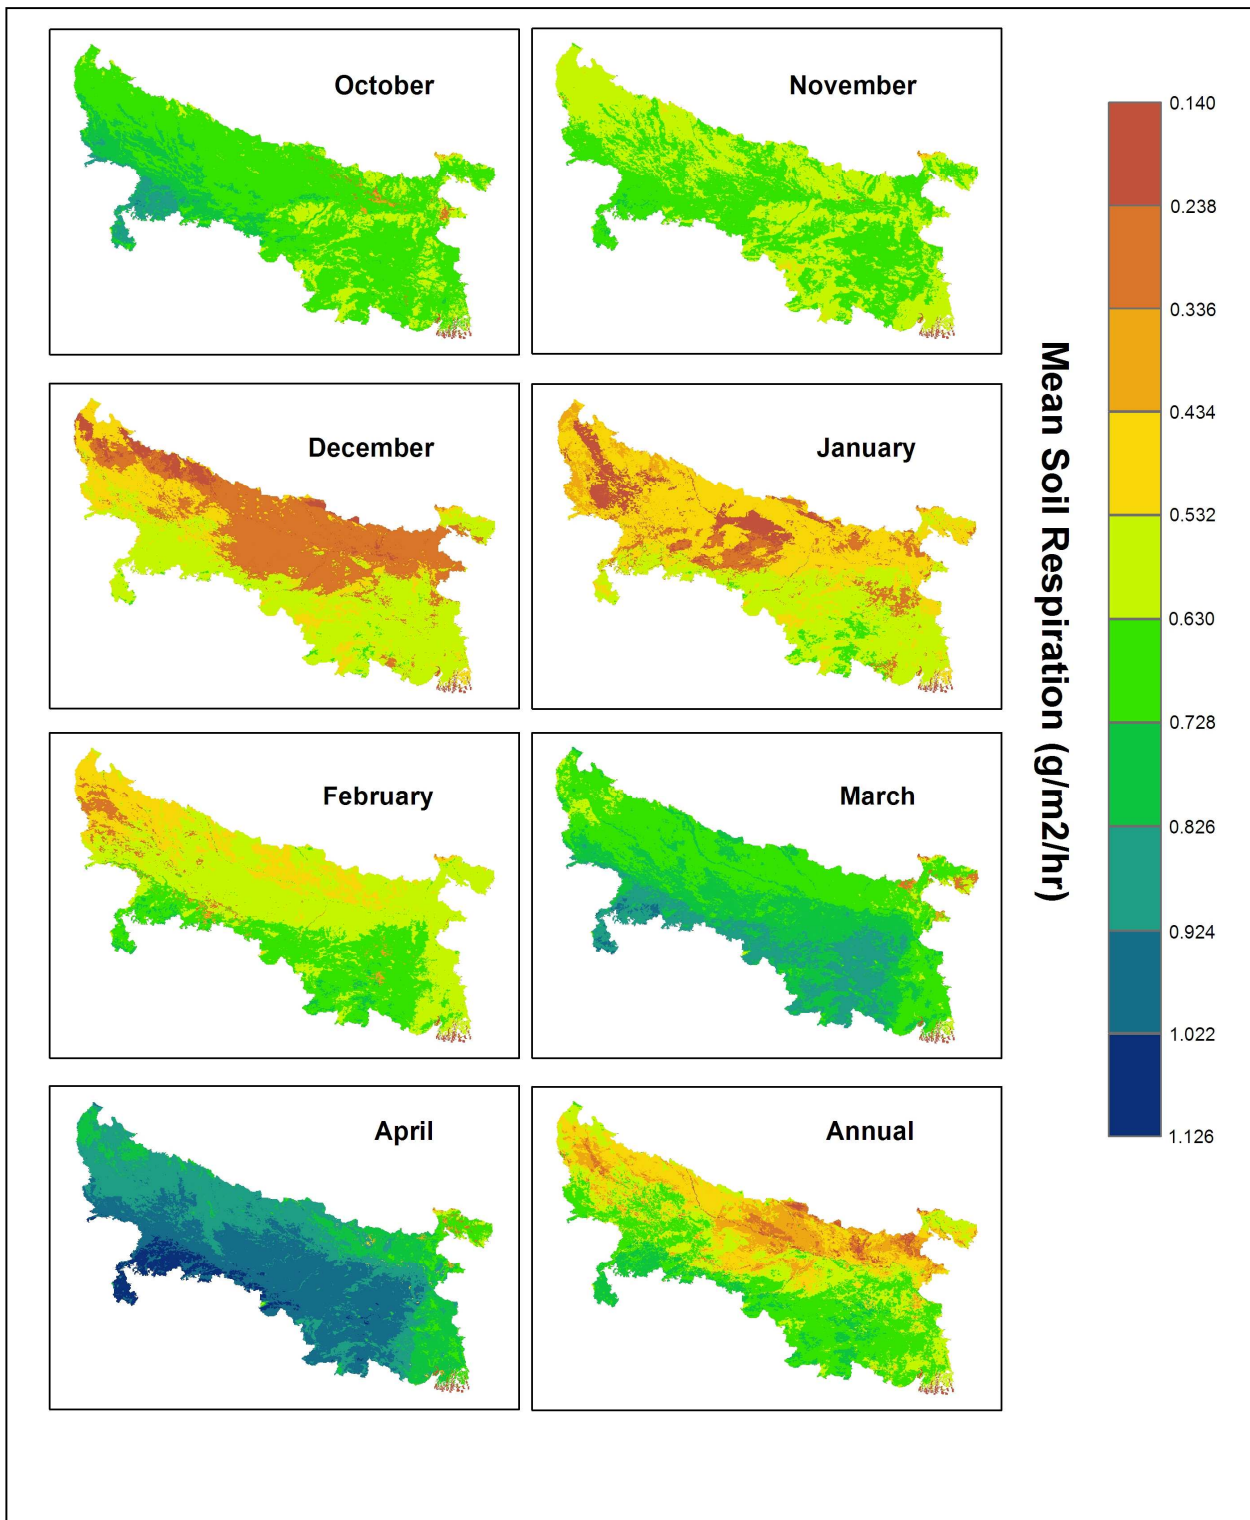 October
November
December
January
February
March
April
Annual
Mean Soil Respiration (g/m2/hr)
0.140
0.238
0.336
0.434
0.532
0.630
0.728
0.826
0.924
1.022
1.126